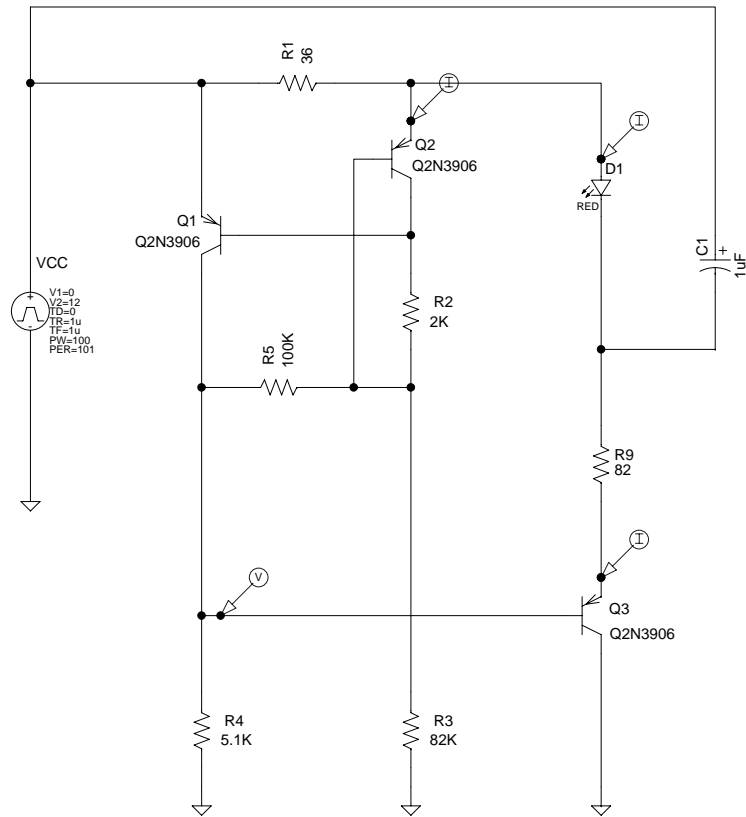 R1
36
I
I
Q2
Q2N3906
D1
RED
Q1
Q2N3906
C1
+
1uF
VCC
+
-
V1=0
V2=12
TD=0
TR=1u
TF=1u
PW=100
PER=101
R2
2K
R5
100K
R9
82
I
V
Q3
Q2N3906
R4
5.1K
R3
82K